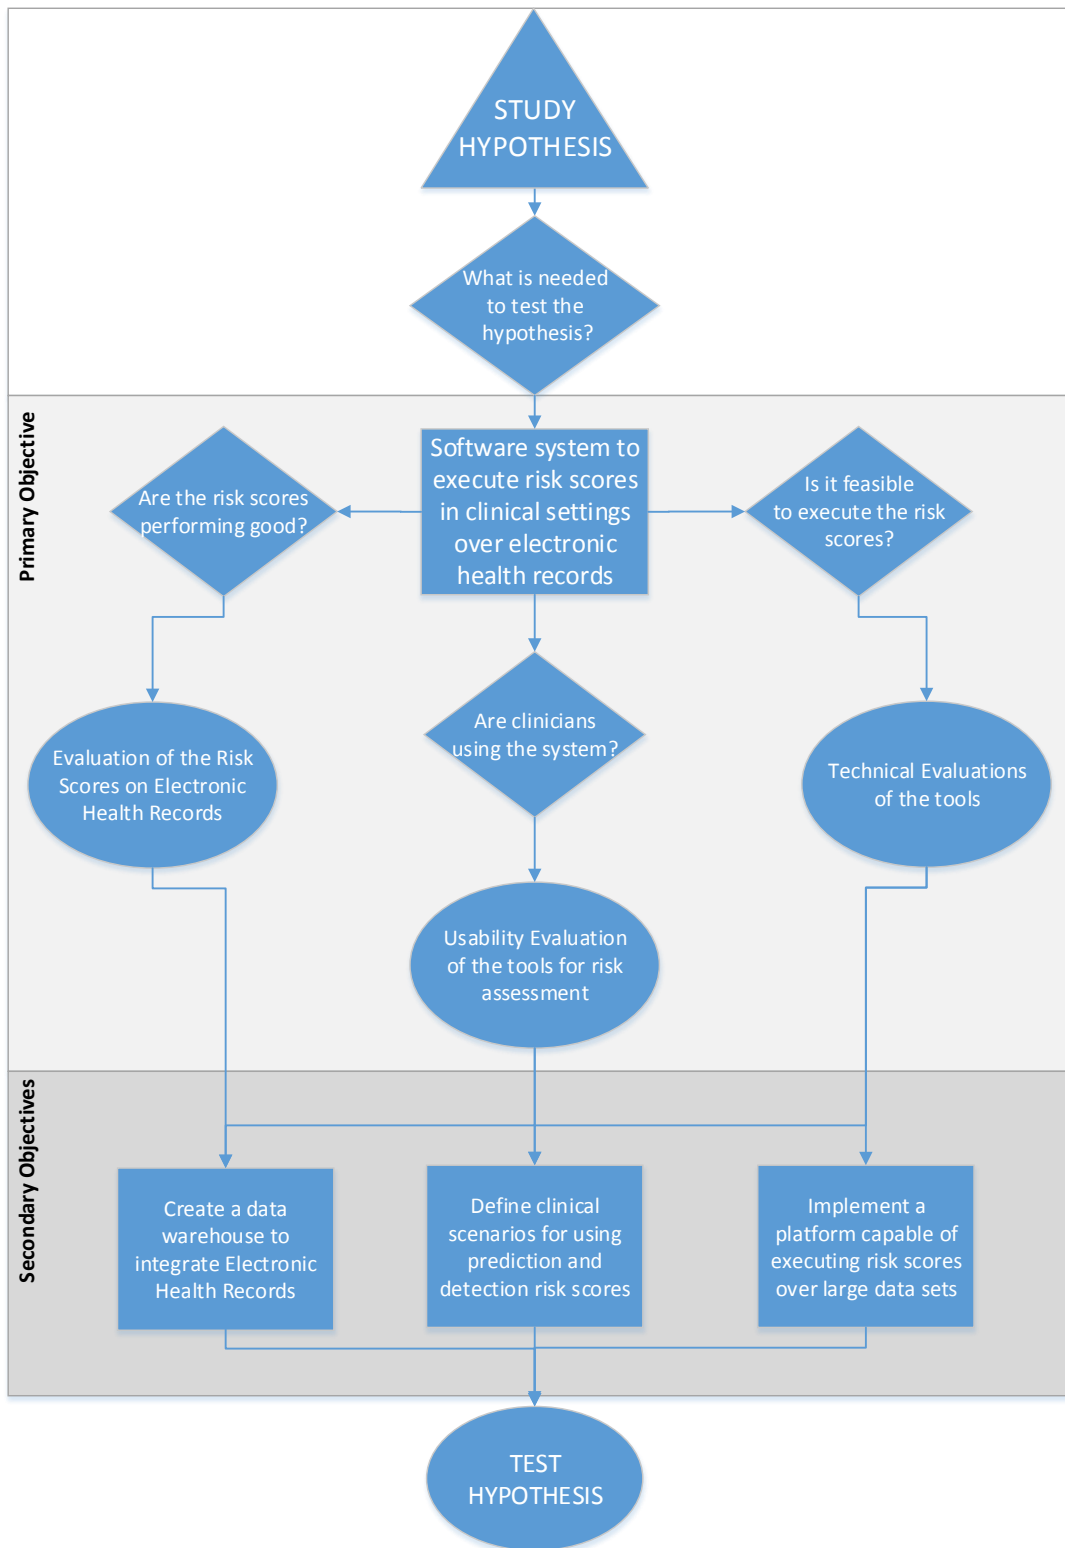 STUDY
HYPOTHESIS
What is needed
to test the
hypothesis?
Primary Objective
Are the risk scores
performing good?
Software system to
execute risk scores
in clinical settings
over electronic
health records
Is it feasible
to execute the risk
scores?
Evaluation of the Risk
Scores on Electronic
Health Records
Are clinicians
using the system?
Technical Evaluations
of the tools
Usability Evaluation
of the tools for risk
assessment
Secondary Objectives
Create a data
warehouse to
integrate Electronic
Health Records
Define clinical
scenarios for using
prediction and
detection risk scores
Implement a
platform capable of
executing risk scores
over large data sets
TEST
HYPOTHESIS